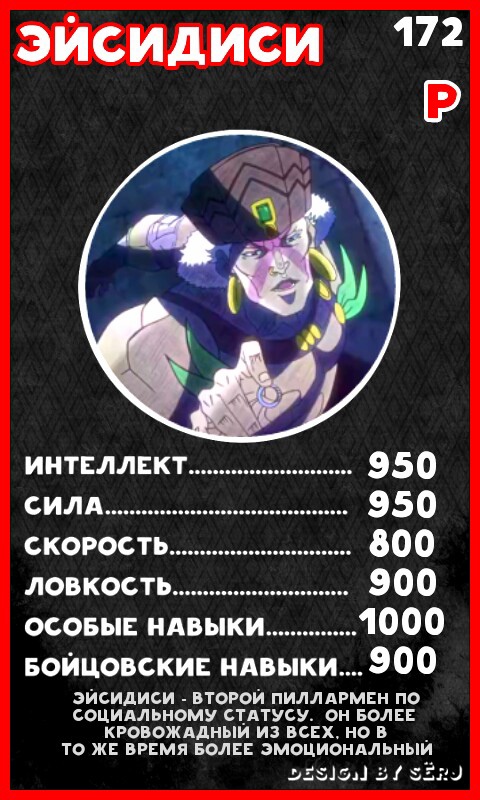 ЭЙСИДИСИ 172
Р
ИНТЕЛЛЕКТ............................ 950
СИЛА.......................................... 950
СКОРОСТЬ............................... 800
ЛОВКОСТЬ.............................. 900
ОСОБЫЕ НАВЫКИ...............1000
БОЙЦОВСКИЕ НАВЫКИ.... 900
ЭЙСИДИСИ - ВТОРОЙ ПИЛЛАРМЕН ПО
СОЦИАЛЬНОМУ СТАТУСУ. ОН БОЛЕЕ
КРОВОЖАДНЫЙ ИЗ ВСЕХ, НО В
ТО ЖЕ ВРЕМЯ БОЛЕЕ ЭМОЦИОНАЛЬНЫЙ
DESIGN BY SЁRJ